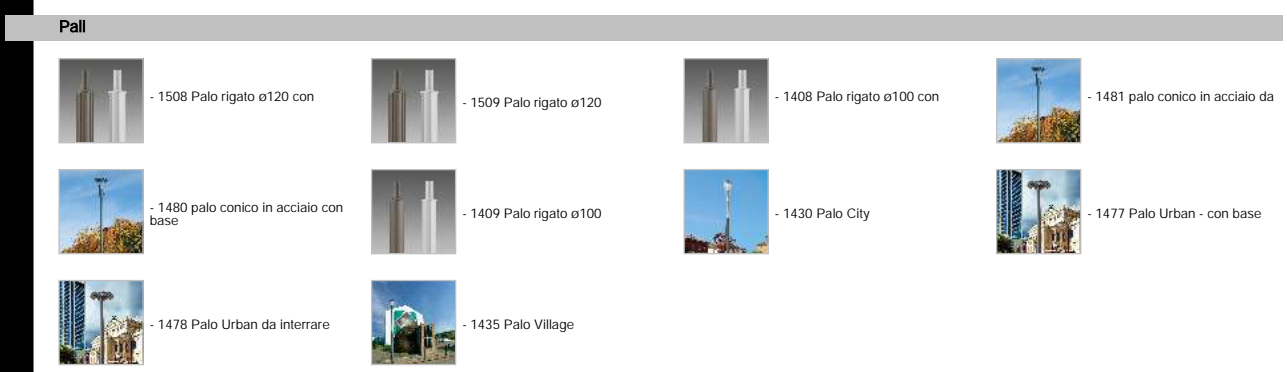 Pali
- 1508 Palo rigato ø120 con
- 1509 Palo rigato ø120
- 1408 Palo rigato ø100 con
- 1481 palo conico in acciaio da
- 1480 palo conico in acciaio con
base
- 1409 Palo rigato ø100
- 1430 Palo City
- 1477 Palo Urban - con base
- 1478 Palo Urban da interrare
- 1435 Palo Village